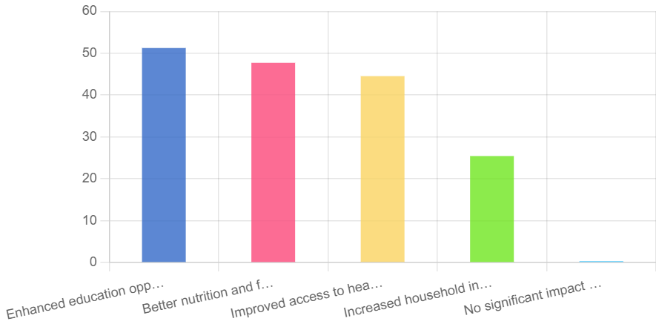 60
50
40
30
20
10
0
Enhanced education opp…
Better nutrition and f…
Improved access to hea…
Increased household in…
No significant impact …